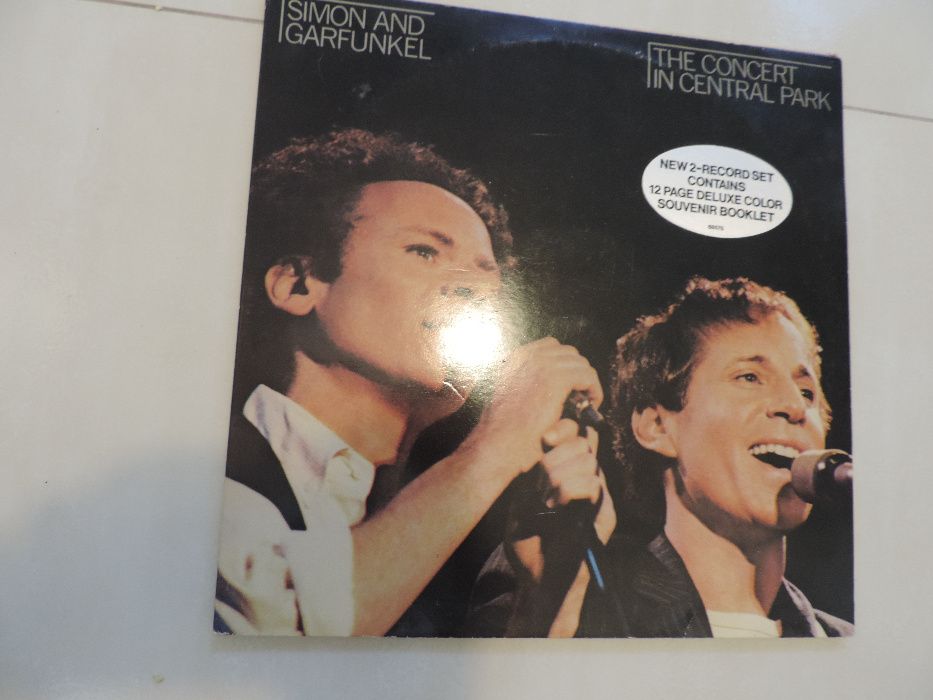 SIMON AND
GARFUNKEL
THE CONCERT
IN CENTRAL PARK
NEW 2-RECORD SET
CONTAINS
12 PAGE DELUXE COLOR
SOUVENIR BOOKLET